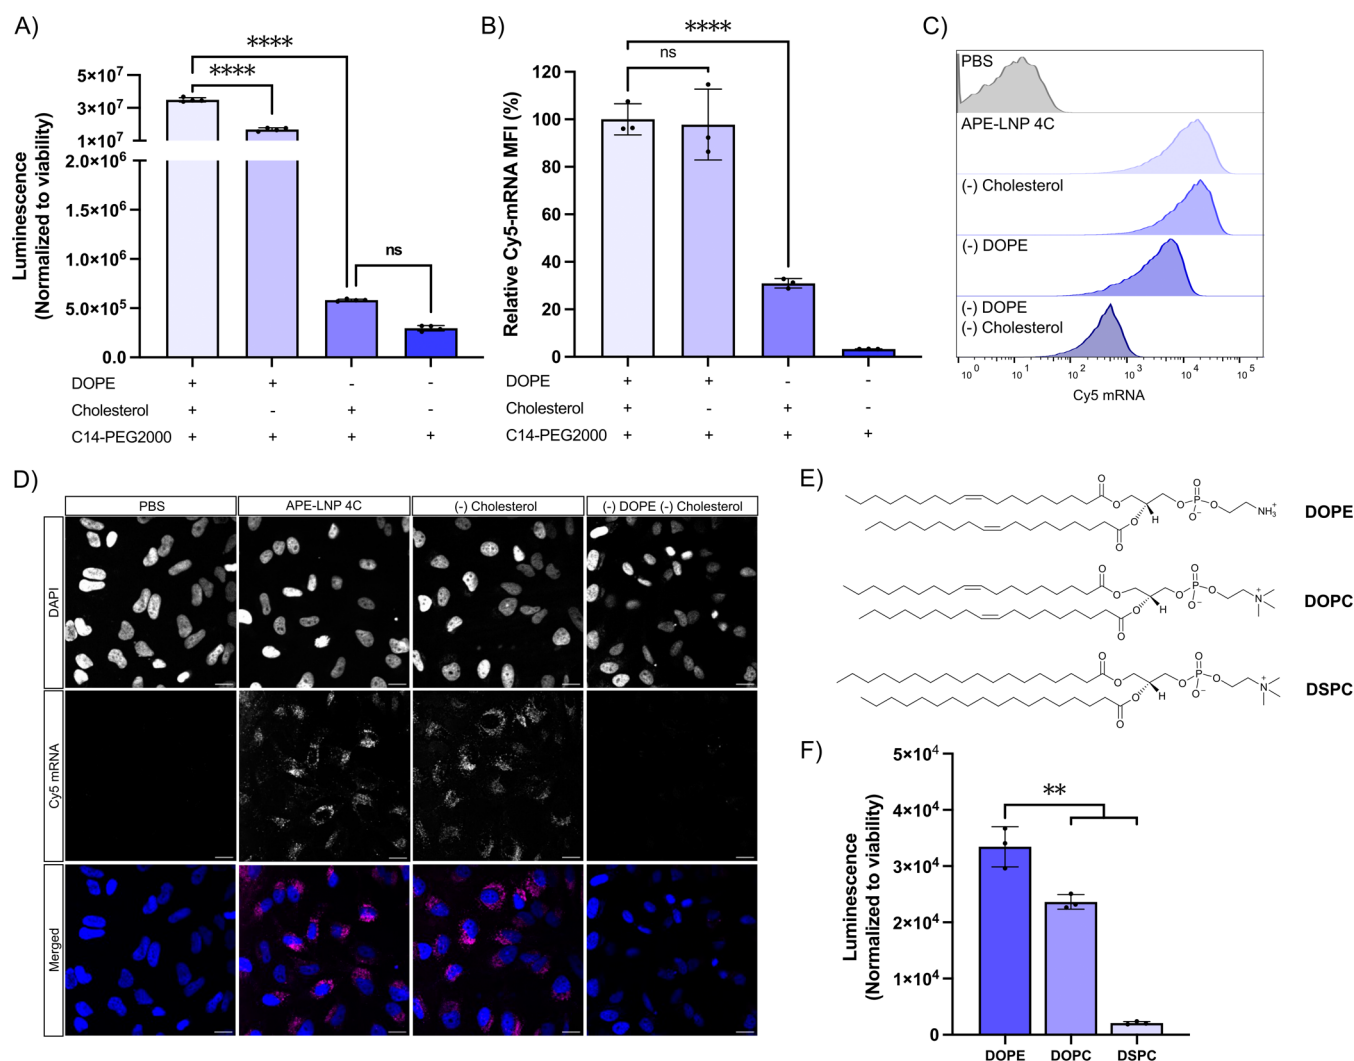 A)
Luminescence
(Normalized to viability)
5×10⁷
3×10⁷
1×10⁷
2.0×10⁶
1.5×10⁶
1.0×10⁶
5.0×10⁵
0.0
****
****
ns
DOPE + + - -
Cholesterol + - + -
C14-PEG2000 + + + +
B)
Relative Cy5-mRNA MFI (%)
120
100
80
60
40
20
0
****
ns
DOPE + + - -
Cholesterol + - + -
C14-PEG2000 + + + +
C)
PBS
APE-LNP 4C
(-) Cholesterol
(-) DOPE
(-) DOPE
(-) Cholesterol
10⁰ 10¹ 10² 10³ 10⁴ 10⁵
Cy5 mRNA
D)
PBS APE-LNP 4C (-) Cholesterol (-) DOPE (-) Cholesterol
DAPI
Cy5 mRNA
Merged
E)
O O P O O⁻ O O H O NH₃⁺
DOPE
O O P O O⁻ O O H O N⁺
DOPC
O O P O O⁻ O O H O N⁺
DSPC
F)
Luminescence
(Normalized to viability)
5×10⁴
4×10⁴
3×10⁴
2×10⁴
1×10⁴
0
**
DOPE DOPC DSPC